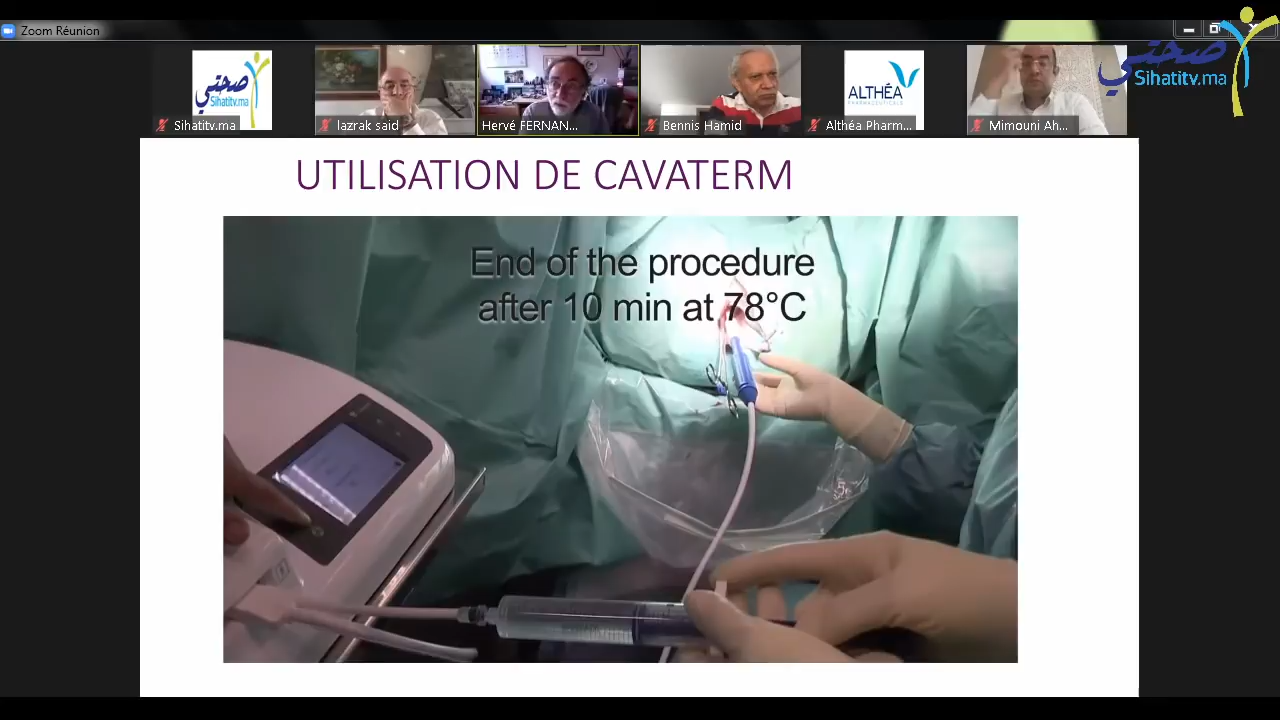 Zoom Réunion
صحتي
Sihatitv.ma
صحتي
Sihatitv.ma
ALTHÉA
PHARMACEUTICALS
Sihatitv.ma
lazrak said
Hervé FERNAN...
Bennis Hamid
Althéa Pharm...
Mimouni Ah...
UTILISATION DE CAVATERM
End of the procedure
after 10 min at 78°C